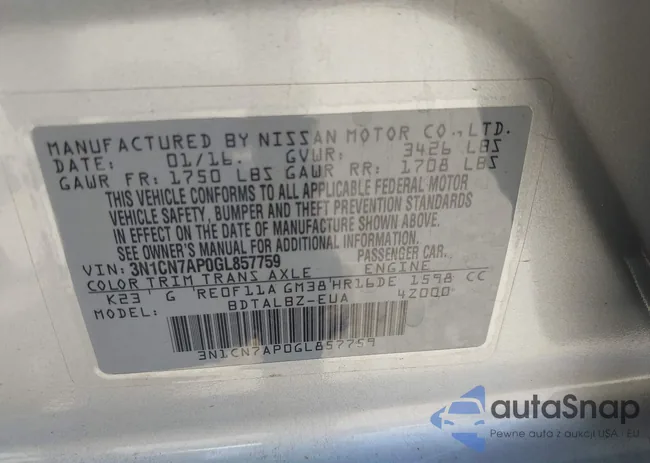 MANUFACTURED BY NISSAN MOTOR CO., LTD.
DATE: 01/16 GVWR: 3426 LBS
GAWR FR: 1750 LBS GAWR RR: 1708 LBS
THIS VEHICLE CONFORMS TO ALL APPLICABLE FEDERAL MOTOR
VEHICLE SAFETY, BUMPER AND THEFT PREVENTION STANDARDS
IN EFFECT ON THE DATE OF MANUFACTURE SHOWN ABOVE.
SEE OWNER'S MANUAL FOR ADDITIONAL INFO.
VIN: 3N1CN7AP0GL857759 PASSENGER CAR.
COLOR TRIM TRANS AXLE ENGINE
K23 G RE0F11A GM38 HR16DE 1598 CC
MODEL: BDTALBZ-EUA 4Z000
3N1CN7AP0GL857759
autaSnap
Pewne auta z aukcji USA - EU